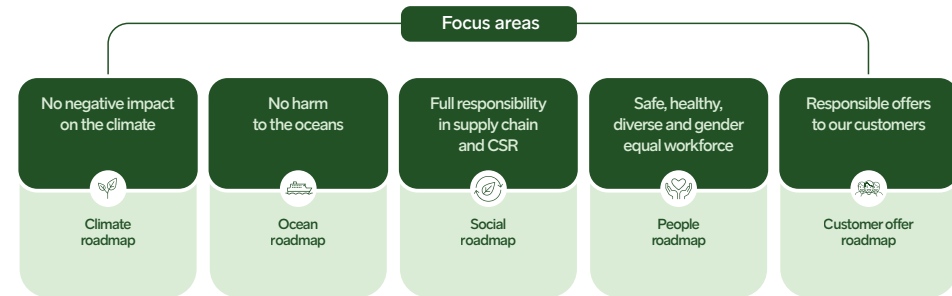 Focus areas
No negative impact
on the climate
Climate
roadmap
No harm
to the oceans
Ocean
roadmap
Full responsibility
in supply chain
and CSR
Social
roadmap
Safe, healthy,
diverse and gender
equal workforce
People
roadmap
Responsible offers
to our customers
Customer offer
roadmap